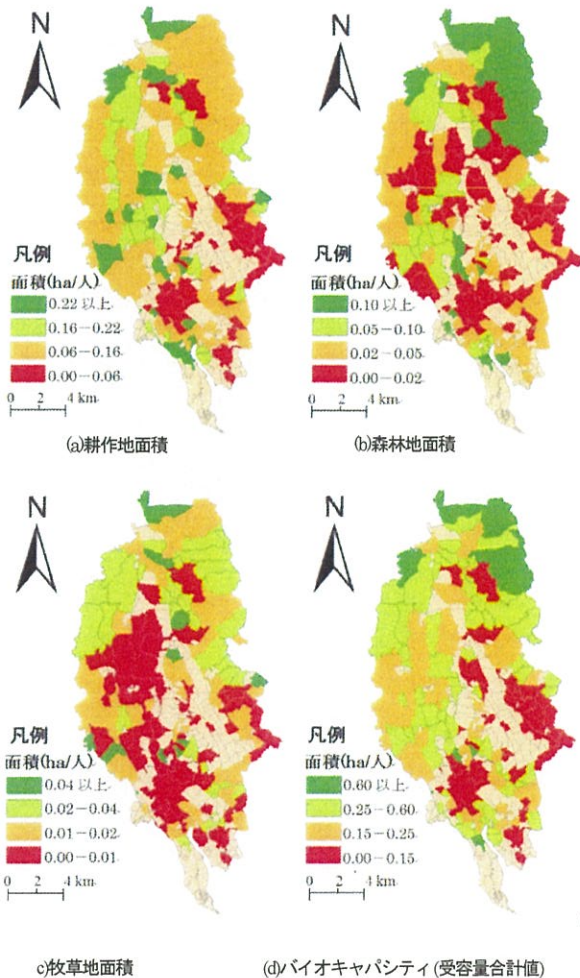 N
凡例
面積(ha/人)
0.22 以上
0.16－0.22
0.06－0.16
0.00－0.06
0 2 4 km
(a)耕作地面積
N
凡例
面積(ha/人)
0.10 以上
0.05－0.10
0.02－0.05
0.00－0.02
0 2 4 km
(b)森林地面積
N
凡例
面積(ha/人)
0.04 以上
0.02－0.04
0.01－0.02
0.00－0.01
0 2 4 km
c)牧草地面積
N
凡例
面積(ha/人)
0.60 以上
0.25－0.60
0.15－0.25
0.00－0.15
0 2 4 km
(d)バイオキャパシティ(受容量合計値)